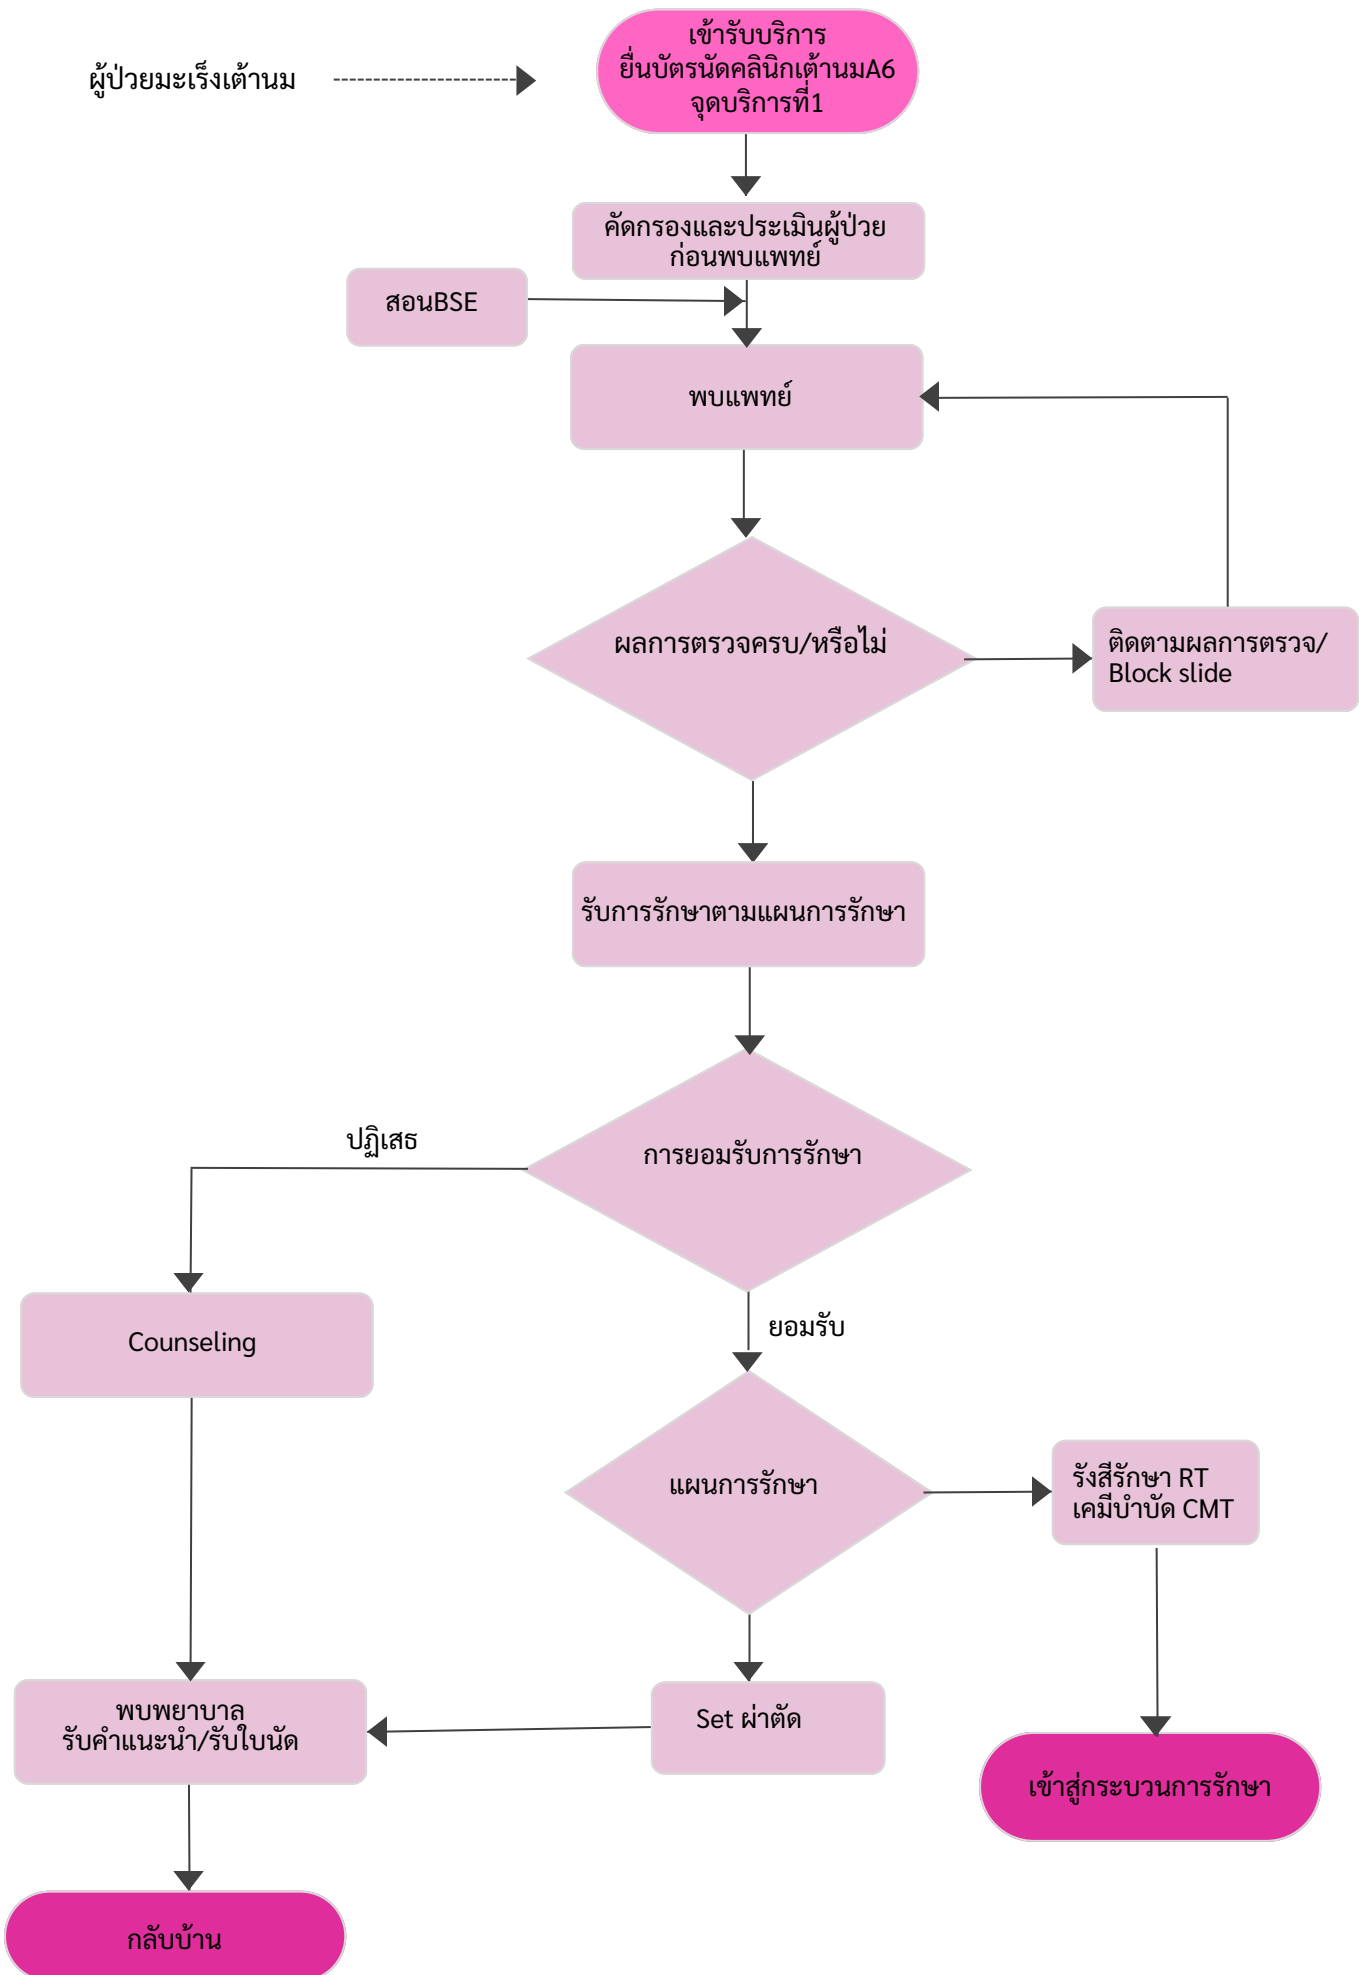 เข้ารับบริการ
ยื่นบัตรนัดคลินิกเต้านมA6
จุดบริการที่1
ผู้ป่วยมะเร็งเต้านม
คัดกรองและประเมินผู้ป่วย
ก่อนพบแพทย์
สอนBSE
พบแพทย์
ผลการตรวจครบ/หรือไม่
ติดตามผลการตรวจ/
Block slide
รับการรักษาตามแผนการรักษา
ปฏิเสธ
การยอมรับการรักษา
Counseling
ยอมรับ
แผนการรักษา
รังสีรักษา RT
เคมีบำบัด CMT
พบพยาบาล
รับคำแนะนำ/รับใบนัด
Set ผ่าตัด
เข้าสู่กระบวนการรักษา
กลับบ้าน